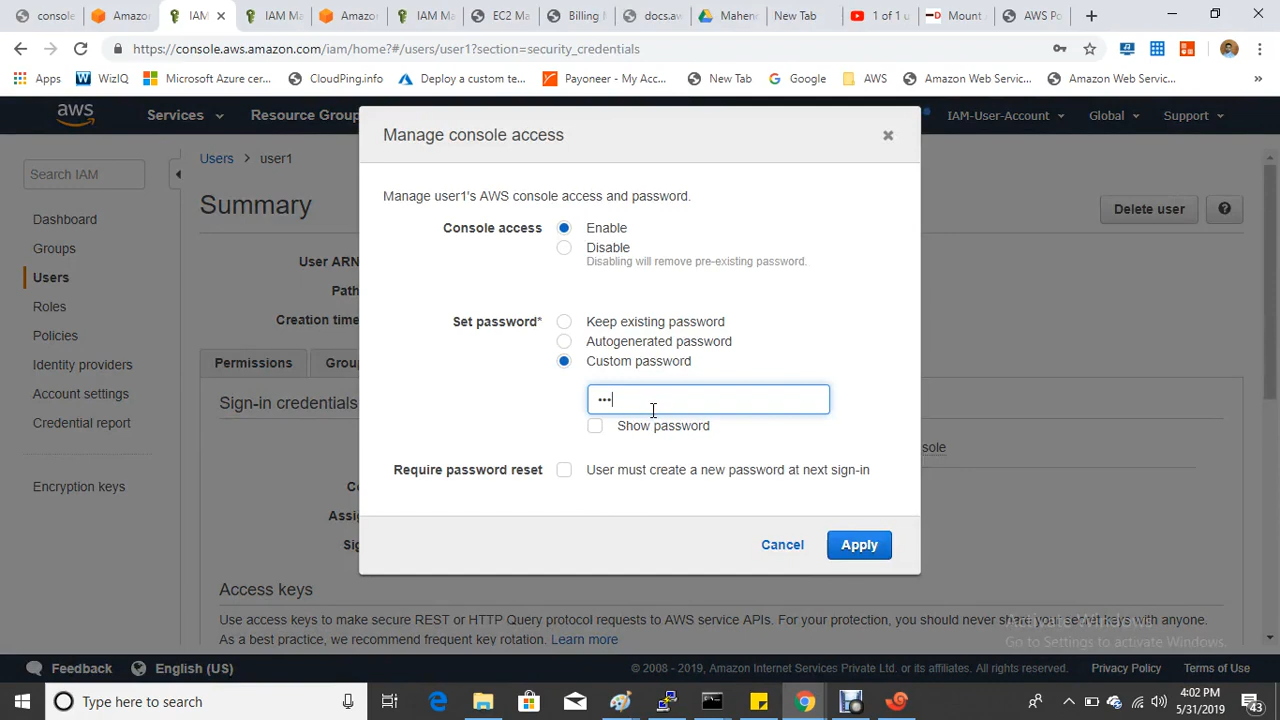 consol
Amazo
IAM
IAM Ma
Amazo
IAM Ma
EC2 Ma
Billing M
docs.aw
Mahen
New Tab
1 of 1 u
Mount
AWS Po
https://console.aws.amazon.com/iam/home?#/users/user1?section=security_credentials
Apps
WizIQ
Microsoft Azure cer...
CloudPing.info
Deploy a custom te...
Payoneer - My Acc...
New Tab
Google
AWS
Amazon Web Servic...
Amazon Web Servic...
»
aws
Services
Resource Group
IAM-User-Account
Global
Support
Manage console access
Search IAM
Users > user1
Summary
Delete user
Dashboard
Groups
Users
Roles
Policies
Identity providers
Account settings
Credential report
Encryption keys
User ARN
Path
Creation time
Permissions
Grou
Sign-in credentials
sole
Co
Assig
Sig
Manage user1's AWS console access and password.
Console access
Enable
Disable
Disabling will remove pre-existing password.
Set password*
Keep existing password
Autogenerated password
Custom password
•••
Show password
Require password reset
User must create a new password at next sign-in
Cancel
Apply
Access keys
Use access keys to make secure REST or HTTP Query protocol requests to AWS service APIs. For your protection, you should never share your secret keys with anyone.
As a best practice, we recommend frequent key rotation. Learn more
Activate Windows
Go to Settings to activate Windows.
Feedback
English (US)
© 2008 - 2019, Amazon Internet Services Private Ltd. or its affiliates. All rights reserved.
Privacy Policy
Terms of Use
Type here to search
4:02 PM
5/31/2019
43